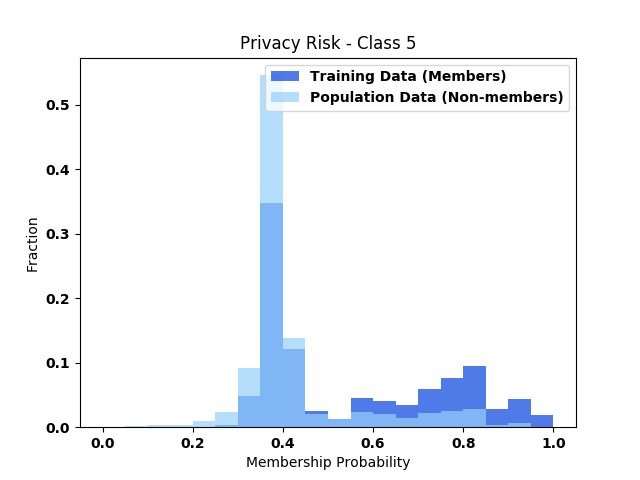 Privacy Risk - Class 5
Training Data (Members)
Population Data (Non-members)
0.5
0.4
0.3
0.2
0.1
0.0
Fraction
0.0 0.2 0.4 0.6 0.8 1.0
Membership Probability